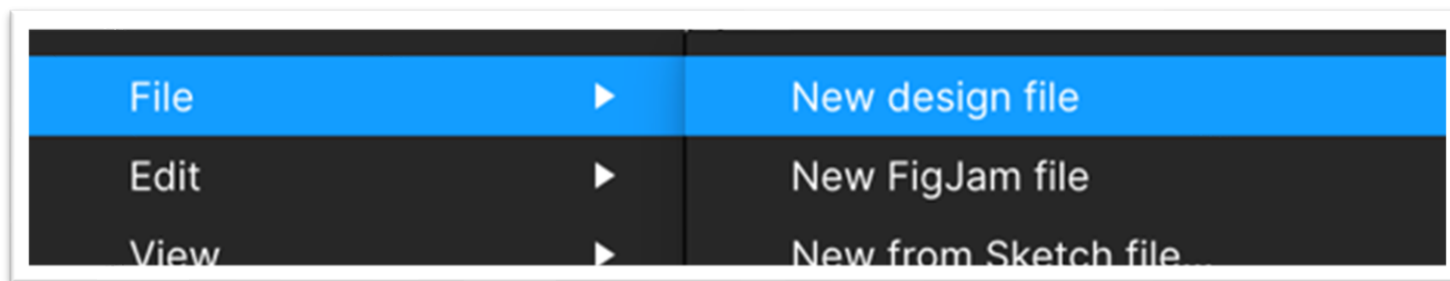 File
New design file
Edit
New FigJam file
View
New from Sketch file...